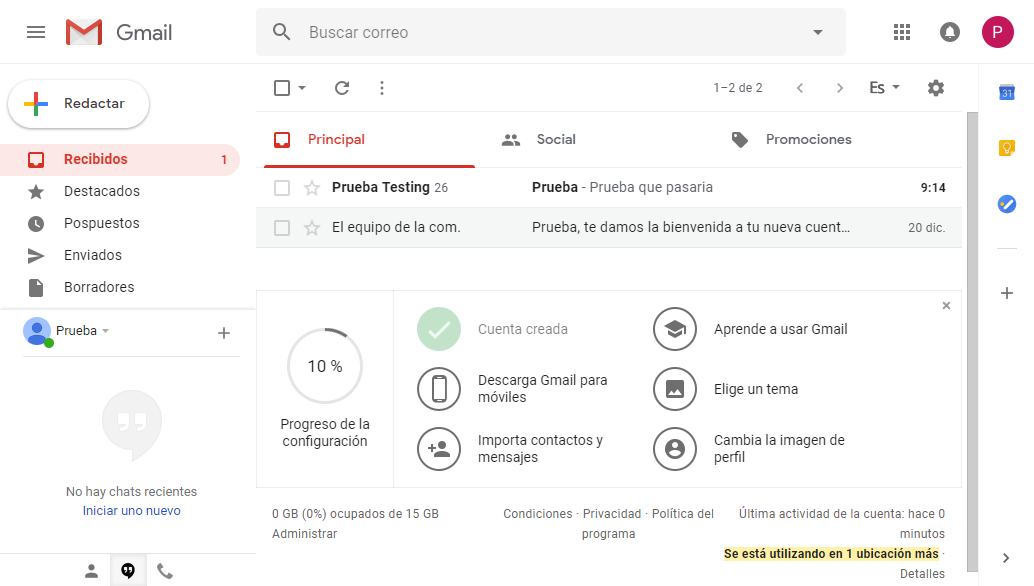 Gmail
Buscar correo
P
Redactar
1–2 de 2
Es
31
Recibidos 1
Destacados
Pospuestos
Enviados
Borradores
Principal
Social
Promociones
Prueba Testing 26 Prueba - Prueba que pasaria 9:14
El equipo de la com. Prueba, te damos la bienvenida a tu nueva cuent… 20 dic.
Prueba
No hay chats recientes
Iniciar uno nuevo
10 %
Progreso de la
configuración
Cuenta creada
Aprende a usar Gmail
Descarga Gmail para
móviles
Elige un tema
Importa contactos y
mensajes
Cambia la imagen de
perfil
0 GB (0%) ocupados de 15 GB
Administrar
Condiciones · Privacidad · Política del
programa
Última actividad de la cuenta: hace 0
minutos
Se está utilizando en 1 ubicación más ·
Detalles